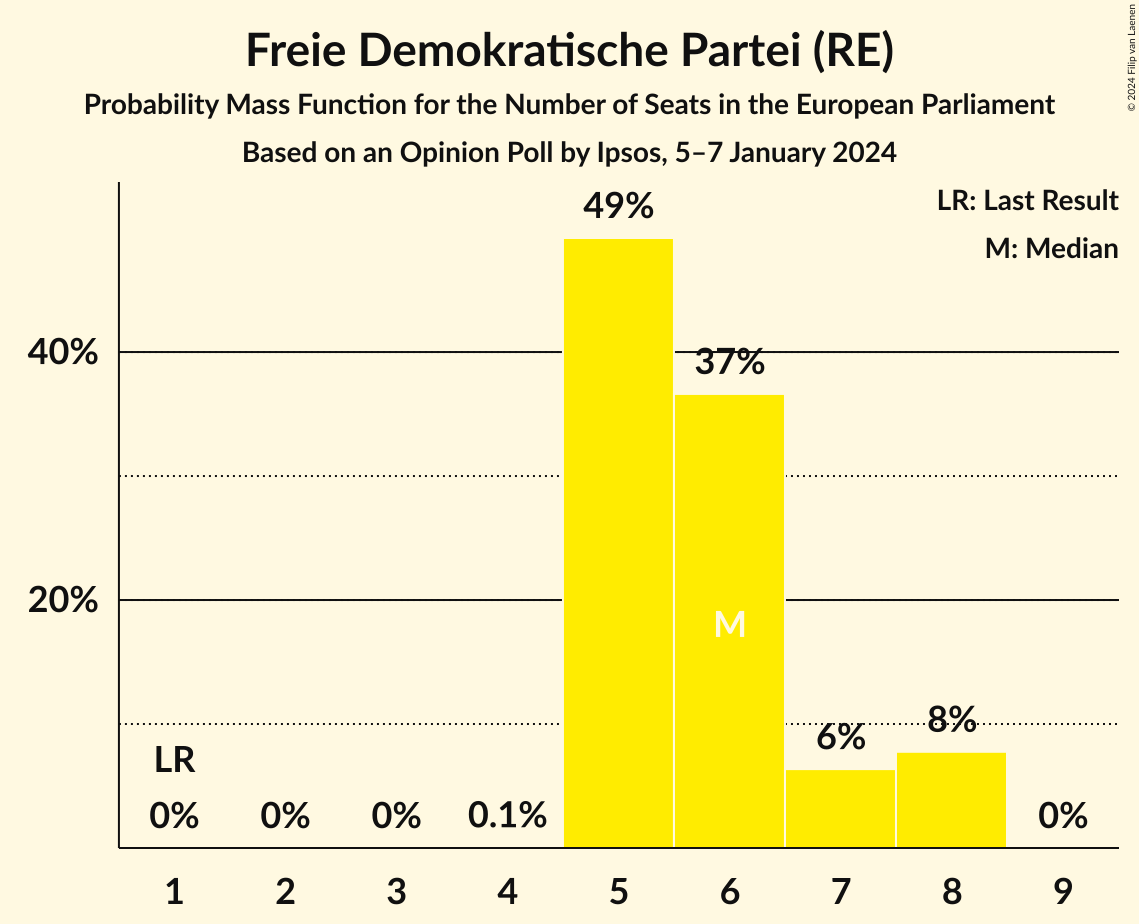 Freie Demokratische Partei (RE)
Probability Mass Function for the Number of Seats in the European Parliament
Based on an Opinion Poll by Ipsos, 5–7 January 2024
© 2024 Filip van Laenen
LR: Last Result
M: Median
49%
40%
37%
20%
M
8%
6%
LR
0%
0%
0%
0.1%
0%
1 2 3 4 5 6 7 8 9